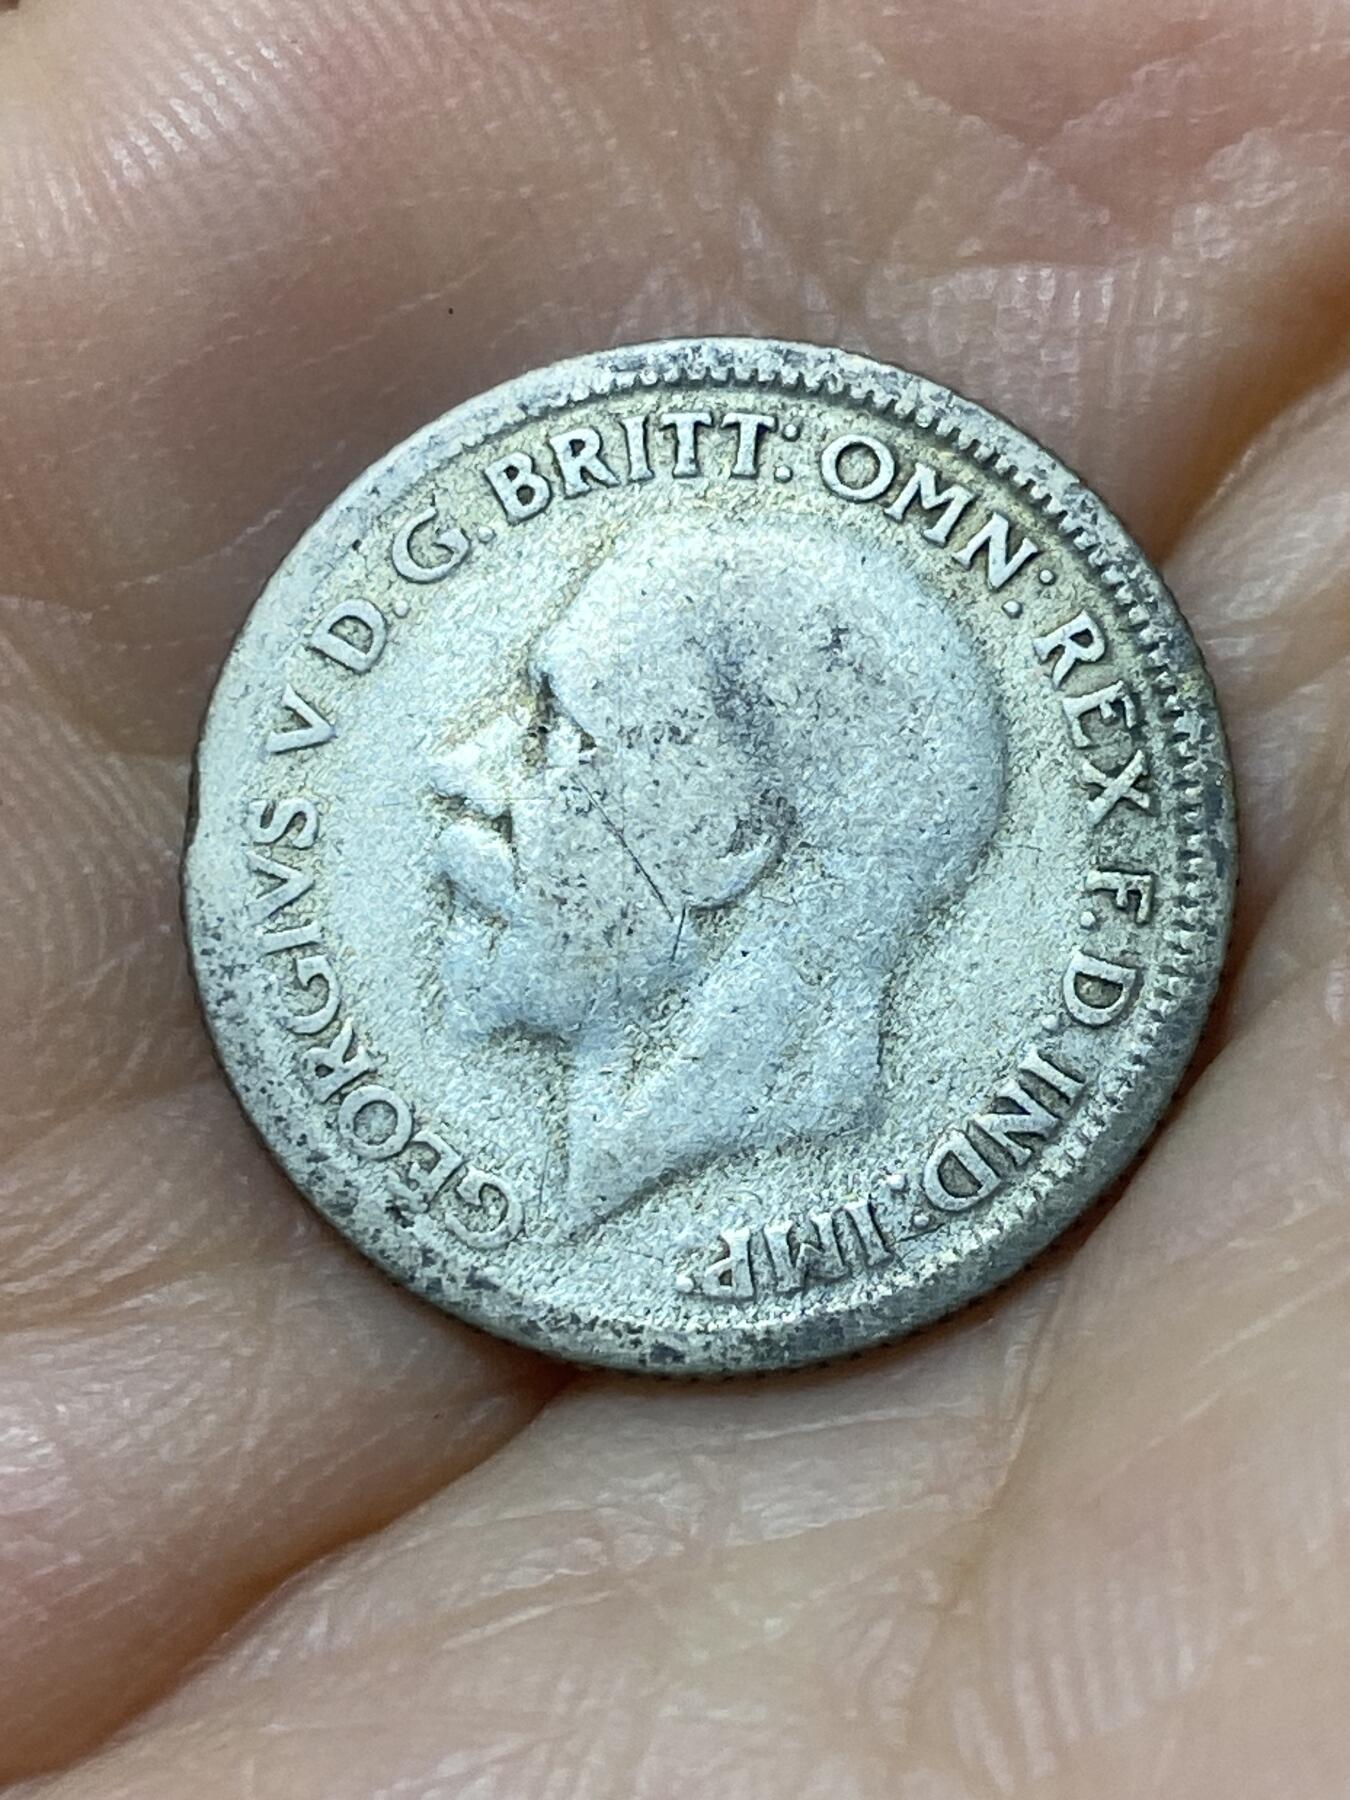 GEORGIVS V D. G. BRITT: OMN: REX F. D. IND: IMP.